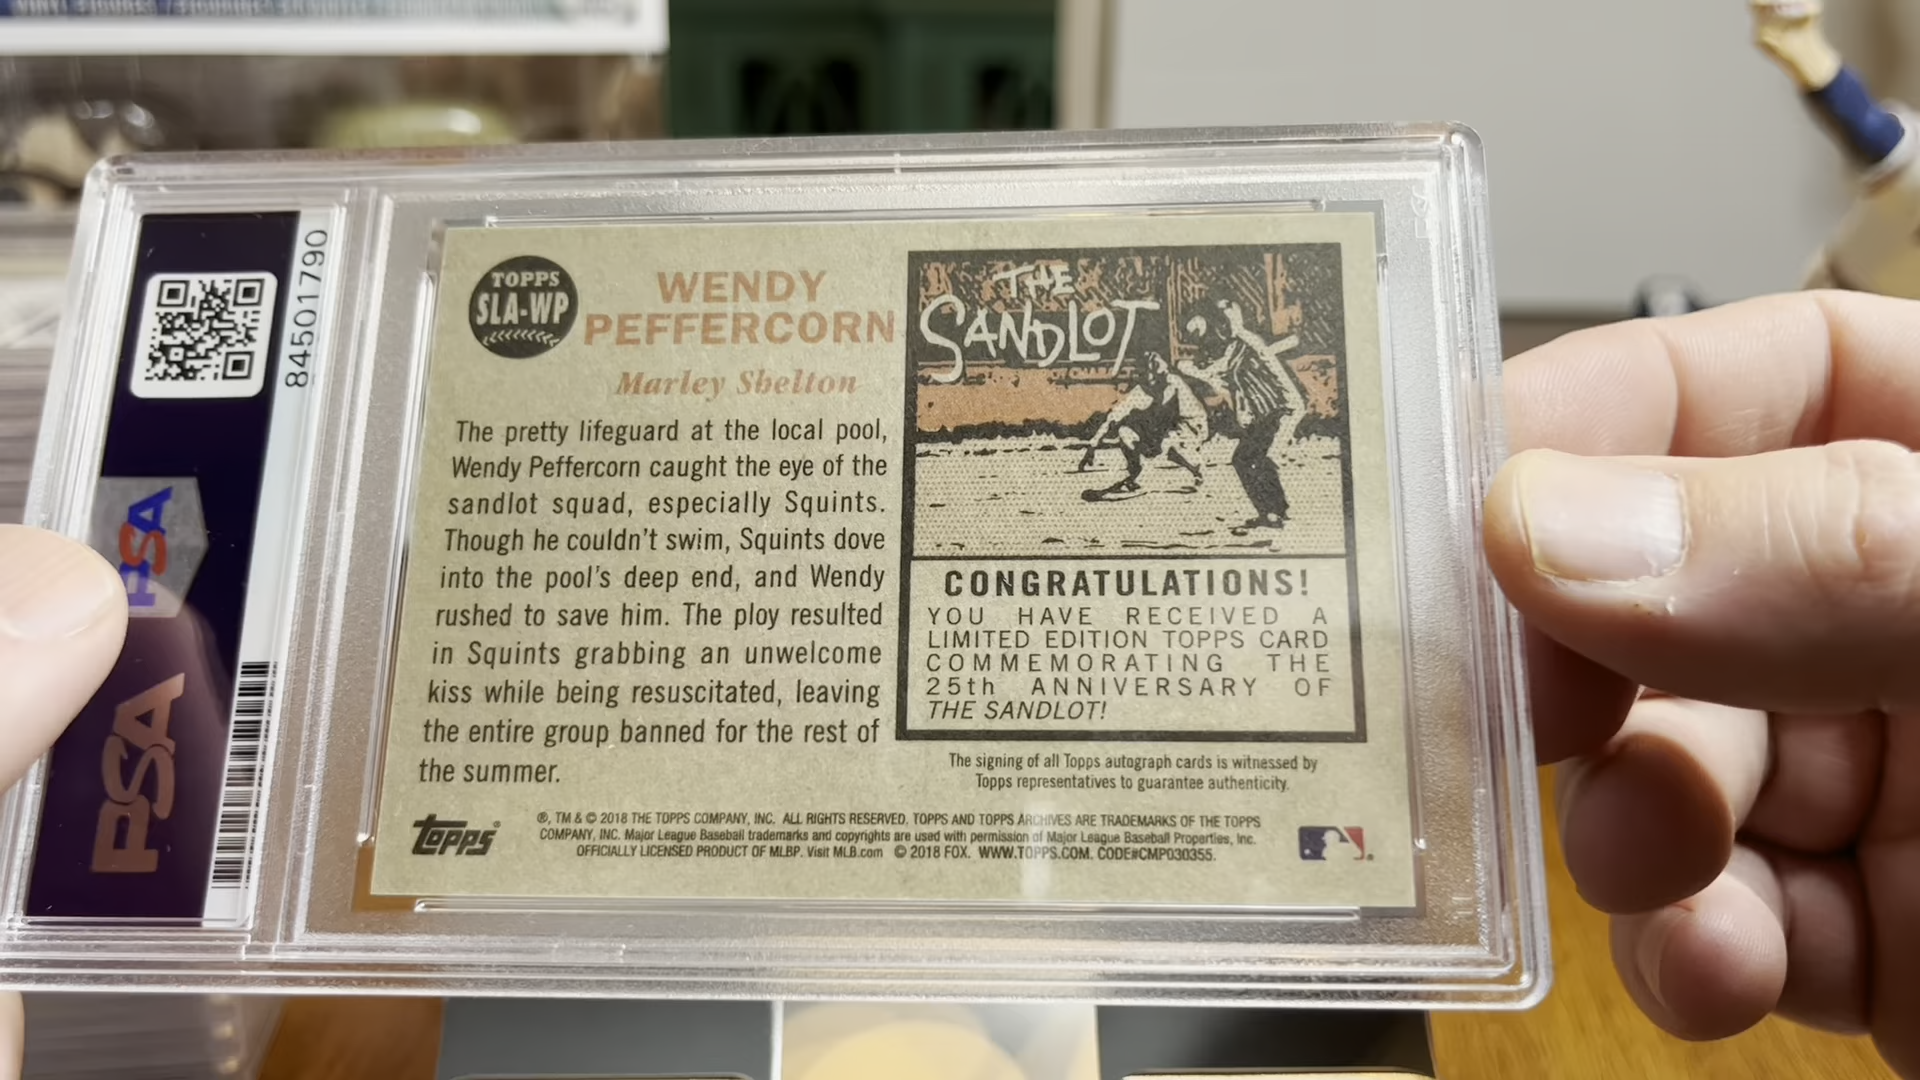 84501790
PSA
PSA
TOPPS
SLA-WP
WENDY
PEFFERCORN
Marley Shelton
The pretty lifeguard at the local pool,
Wendy Peffercorn caught the eye of the
sandlot squad, especially Squints.
Though he couldn't swim, Squints dove
into the pool's deep end, and Wendy
rushed to save him. The ploy resulted
in Squints grabbing an unwelcome
kiss while being resuscitated, leaving
the entire group banned for the rest of
the summer.
THE
SANDLOT
CONGRATULATIONS!
YOU HAVE RECEIVED A
LIMITED EDITION TOPPS CARD
COMMEMORATING THE
25th ANNIVERSARY OF
THE SANDLOT!
The signing of all Topps autograph cards is witnessed by
Topps representatives to guarantee authenticity.
Topps®
®, TM & © 2018 THE TOPPS COMPANY, INC. ALL RIGHTS RESERVED. TOPPS AND TOPPS ARCHIVES ARE TRADEMARKS OF THE TOPPS
COMPANY, INC. Major League Baseball trademarks and copyrights are used with permission of Major League Baseball Properties, Inc.
OFFICIALLY LICENSED PRODUCT OF MLBP. Visit MLB.com © 2018 FOX. WWW.TOPPS.COM. CODE#CMP030355.